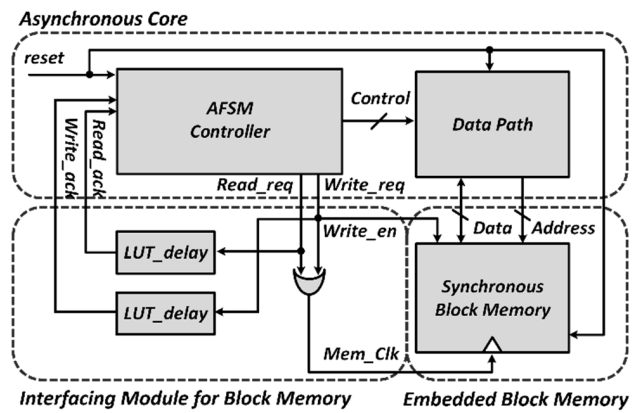 Asynchronous Core
reset
AFSM
Controller
Control
Data Path
Write_ack
Read_ack
Read_req
Write_req
Write_en
Data
Address
LUT_delay
LUT_delay
Synchronous
Block Memory
Mem_Clk
Interfacing Module for Block Memory
Embedded Block Memory